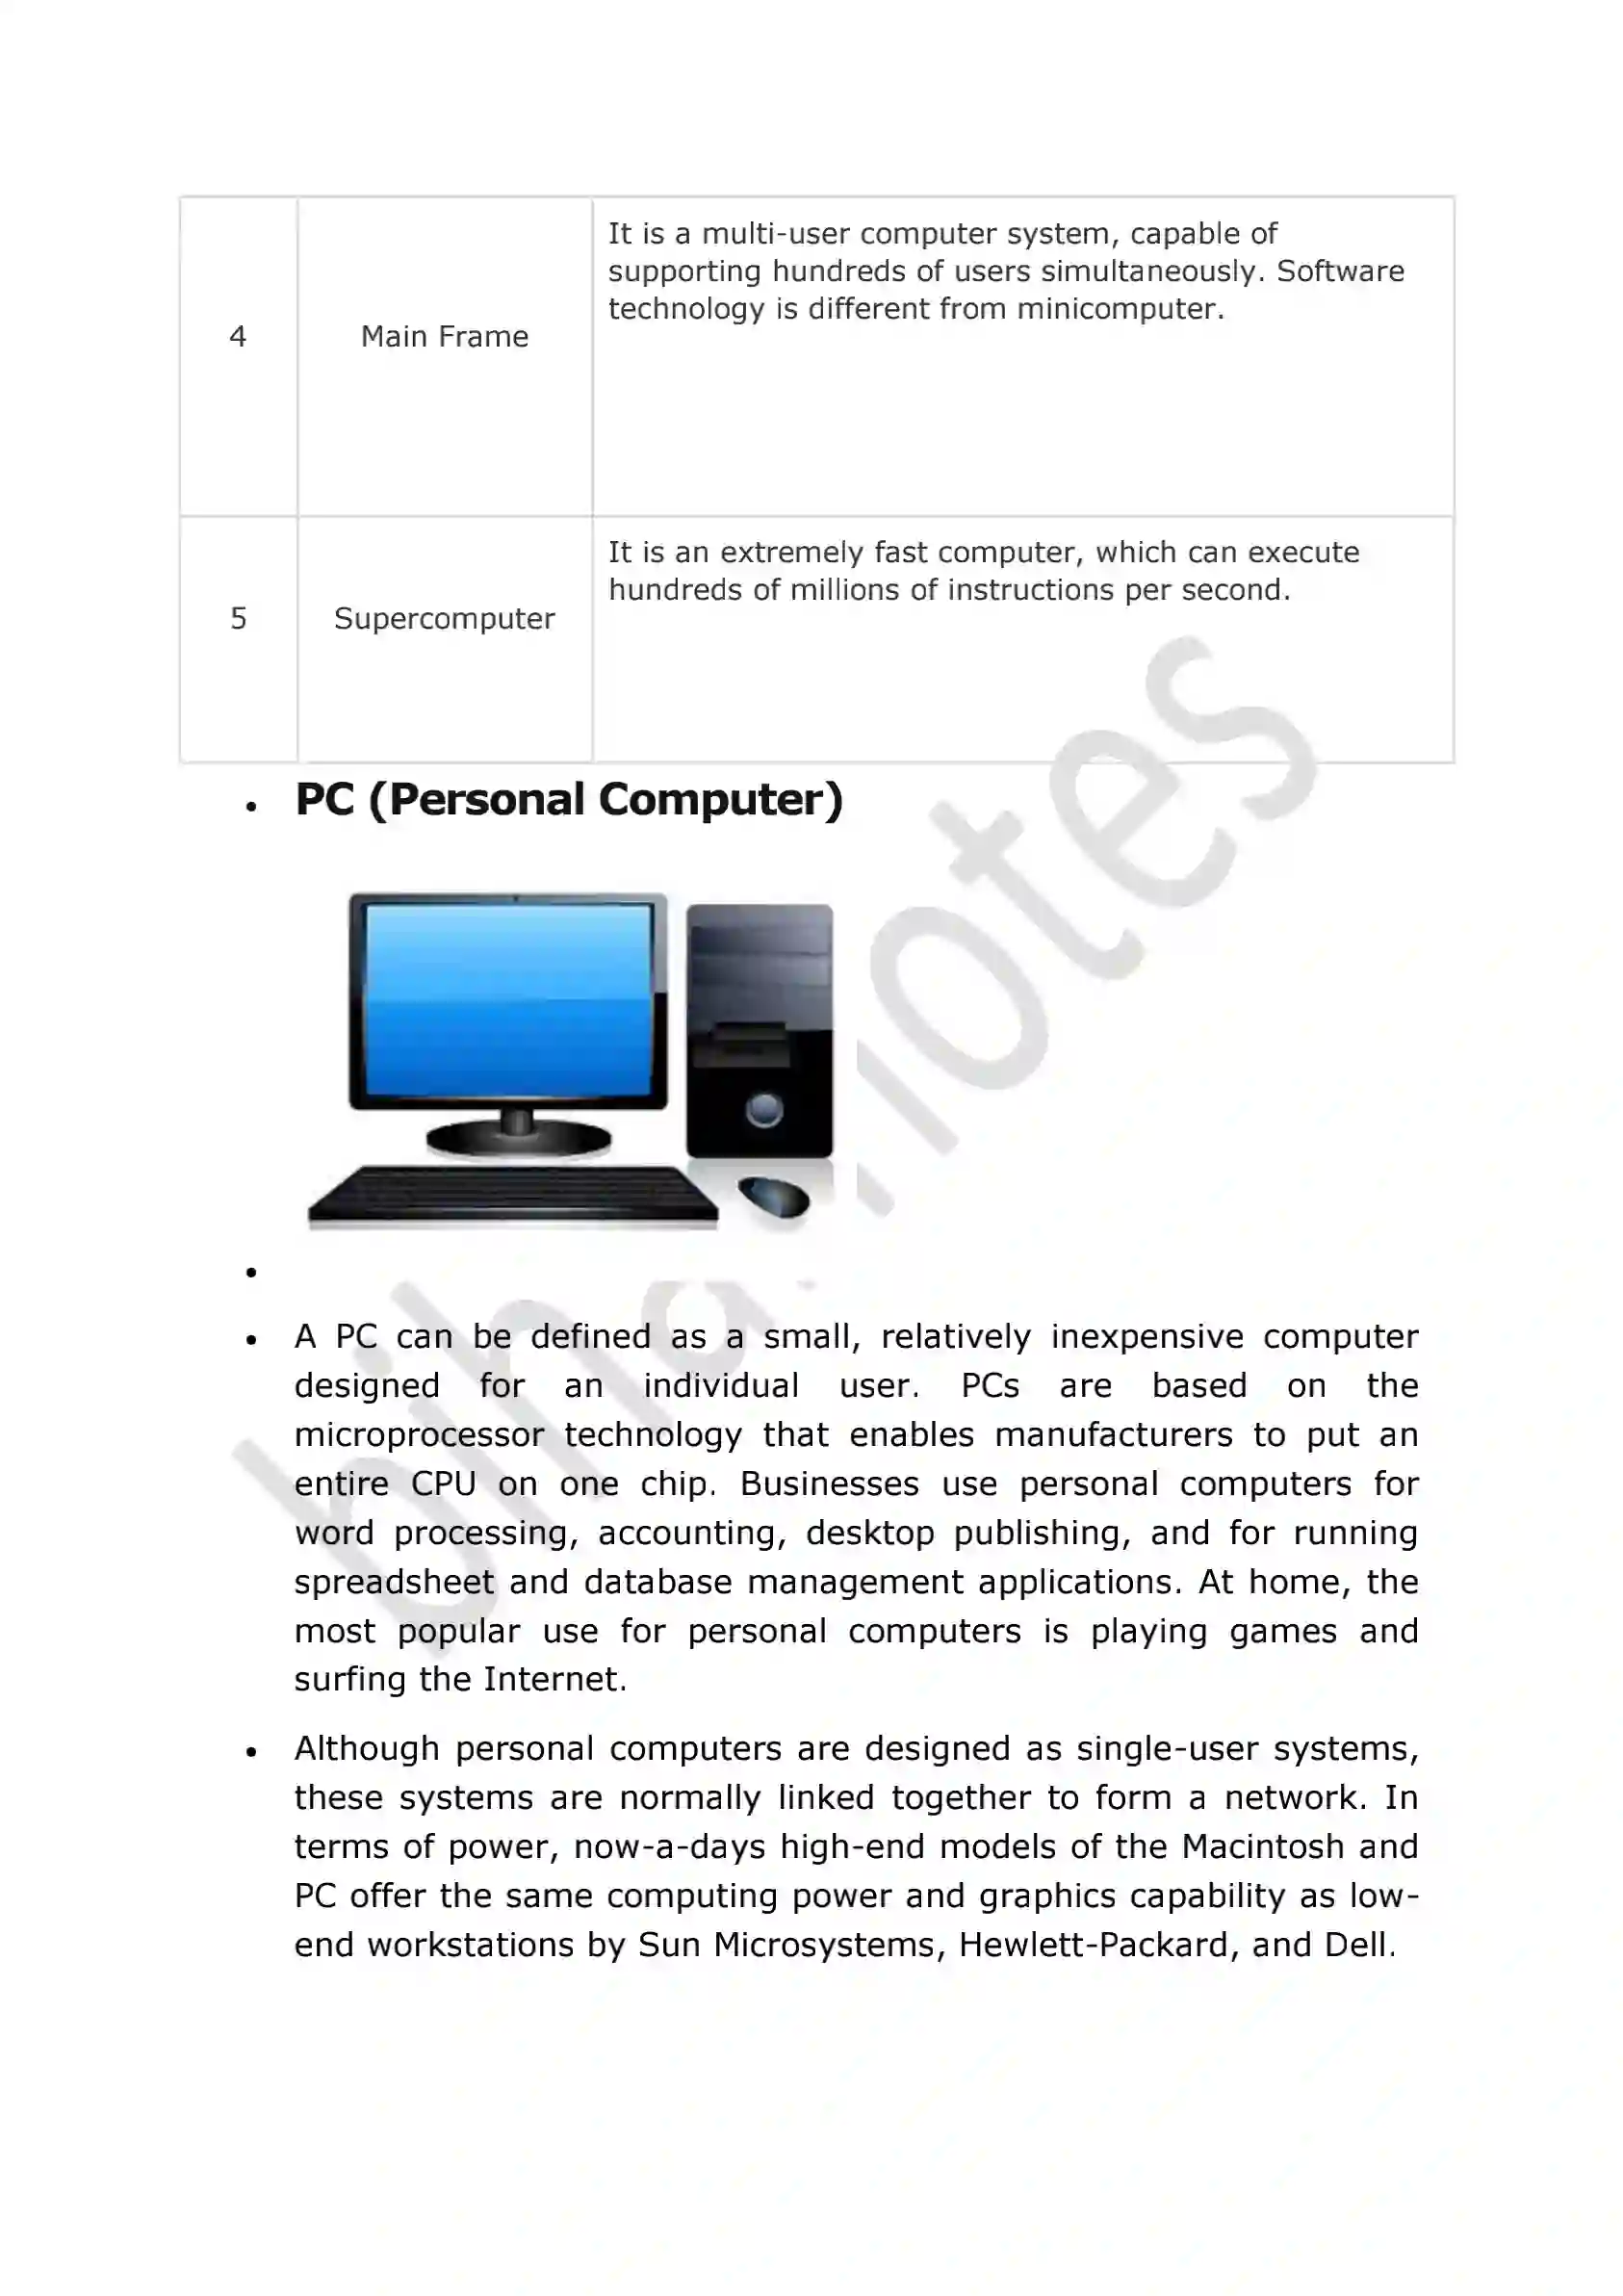 It is a multi-user computer system, capable of
supporting hundreds of users simultaneously. Software
technology is different from minicomputer.
4
Main Frame
It is an extremely fast computer, which can execute
hundreds of millions of instructions per second.
5
Supercomputer
• PC (Personal Computer)
•
• A PC can be defined as a small, relatively inexpensive computer
designed for an individual user. PCs are based on the
microprocessor technology that enables manufacturers to put an
entire CPU on one chip. Businesses use personal computers for
word processing, accounting, desktop publishing, and for running
spreadsheet and database management applications. At home, the
most popular use for personal computers is playing games and
surfing the Internet.
• Although personal computers are designed as single-user systems,
these systems are normally linked together to form a network. In
terms of power, now-a-days high-end models of the Macintosh and
PC offer the same computing power and graphics capability as low-
end workstations by Sun Microsystems, Hewlett-Packard, and Dell.